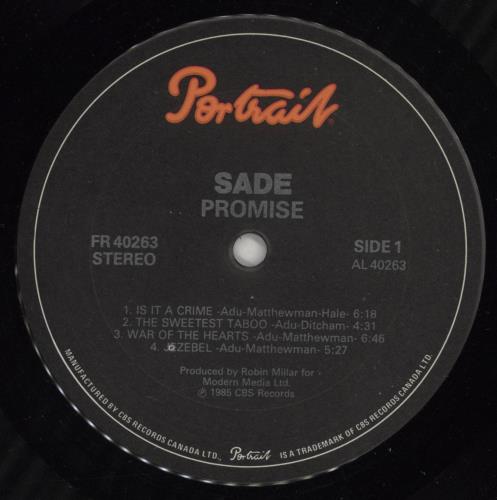 Portrait
SADE
PROMISE
FR 40263
STEREO
SIDE 1
AL 40263
1. IS IT A CRIME -Adu-Matthewman-Hale- 6:18
2. THE SWEETEST TABOO -Adu-Ditcham- 4:31
3. WAR OF THE HEARTS -Adu-Matthewman- 6:46
4. JEZEBEL -Adu-Matthewman- 5:27
Produced by Robin Millar for
Modern Media Ltd.
℗ 1985 CBS Records
MANUFACTURED BY CBS RECORDS CANADA LTD., Portrait IS A TRADEMARK OF CBS RECORDS CANADA LTD.